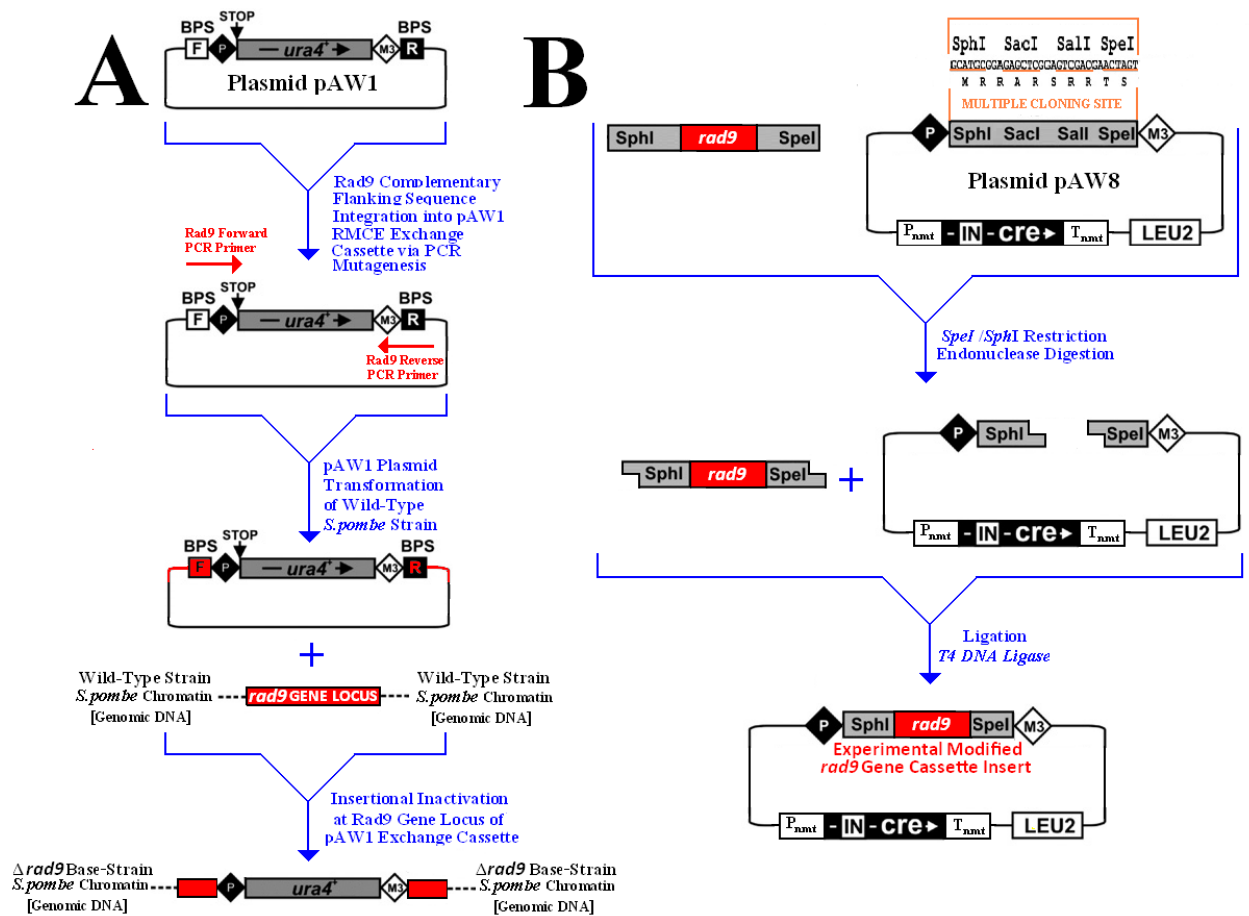 A
STOP
BPS
BPS
F
P
ura4+
M3
R
Plasmid pAW1
Rad9 Complementary
Flanking Sequence
Integration into pAW1
RMCE Exchange
Cassette via PCR
Mutagenesis
Rad9 Forward
PCR Primer
STOP
BPS
BPS
F
P
ura4+
M3
R
Rad9 Reverse
PCR Primer
pAW1 Plasmid
Transformation
of Wild-Type
S.pombe Strain
STOP
BPS
BPS
F
P
ura4+
M3
R
+
Wild-Type Strain
S.pombe Chromatin
[Genomic DNA]
rad9 GENE LOCUS
Wild-Type Strain
S.pombe Chromatin
[Genomic DNA]
Insertional Inactivation
at Rad9 Gene Locus of
pAW1 Exchange Cassette
Δrad9 Base-Strain
S.pombe Chromatin
[Genomic DNA]
P
ura4+
M3
Δrad9 Base-Strain
S.pombe Chromatin
[Genomic DNA]
B
SphI SacI SalI SpeI
GCATGCGGAGAGCTCGGAGTCGACGAACTAGT
M R R A R S R R T S
MULTIPLE CLONING SITE
SphI rad9 SpeI
P
SphI SacI SalI SpeI
M3
Plasmid pAW8
Pnmt - IN - cre Tnmt
LEU2
SpeI /SphI Restriction
Endonuclease Digestion
SphI rad9 SpeI
+
P
SphI
SpeI
M3
Pnmt - IN - cre Tnmt
LEU2
Ligation
T4 DNA Ligase
P
SphI rad9 SpeI
M3
Experimental Modified
rad9 Gene Cassette Insert
Pnmt - IN - cre Tnmt
LEU2